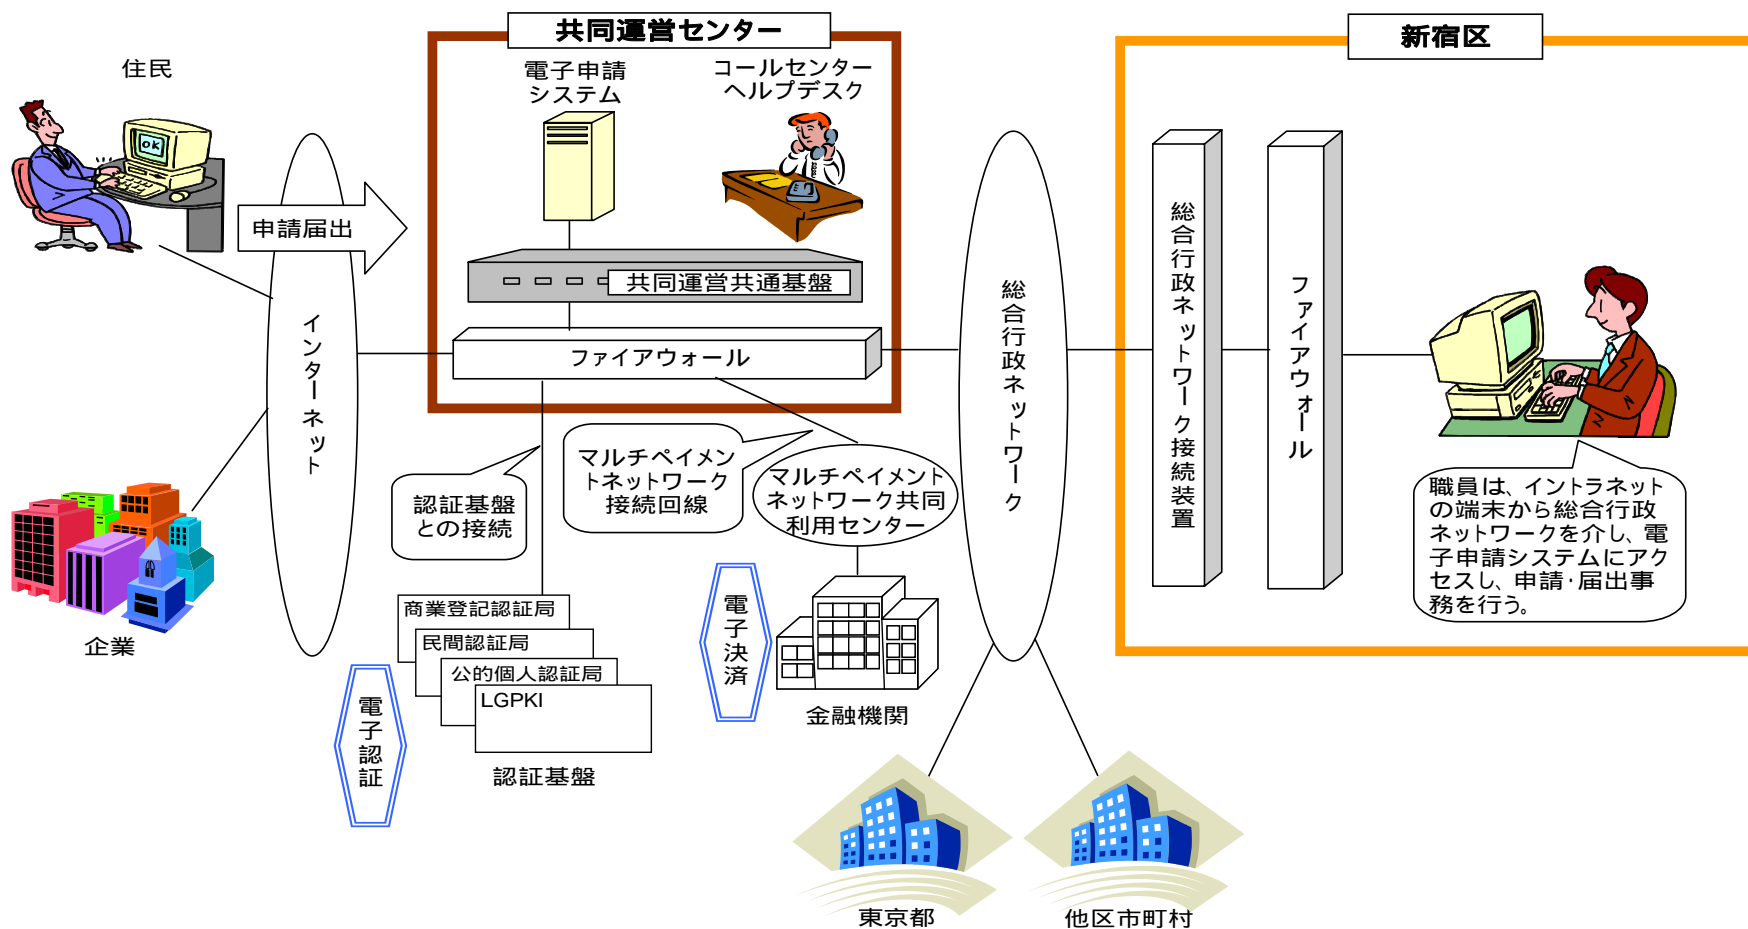 共同運営センター
新宿区
住民
電子申請
システム
コールセンター
ヘルプデスク
OK
申請届出
共同運営共通基盤
ファイアウォール
インターネット
総合行政ネットワーク
総合行政ネットワーク接続装置
ファイアウォール
企業
認証基盤
との接続
マルチペイメン
トネットワーク
接続回線
マルチペイメント
ネットワーク共同
利用センター
職員は、イントラネット
の端末から総合行政
ネットワークを介し、電
子申請システムにアク
セスし、申請・届出事
務を行う。
商業登記認証局
民間認証局
公的個人認証局
LGPKI
電子認証
認証基盤
電子決済
金融機関
東京都
他区市町村